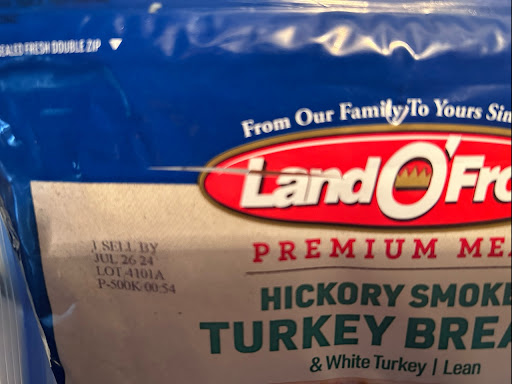 SEALED FRESH DOUBLE ZIP
From Our Family To Yours Sin
Land O'Fro
PREMIUM ME
J SELL BY
JUL 26 24
LOT 4101A
P-500K 00:54
HICKORY SMOKE
TURKEY BREA
& White Turkey | Lean